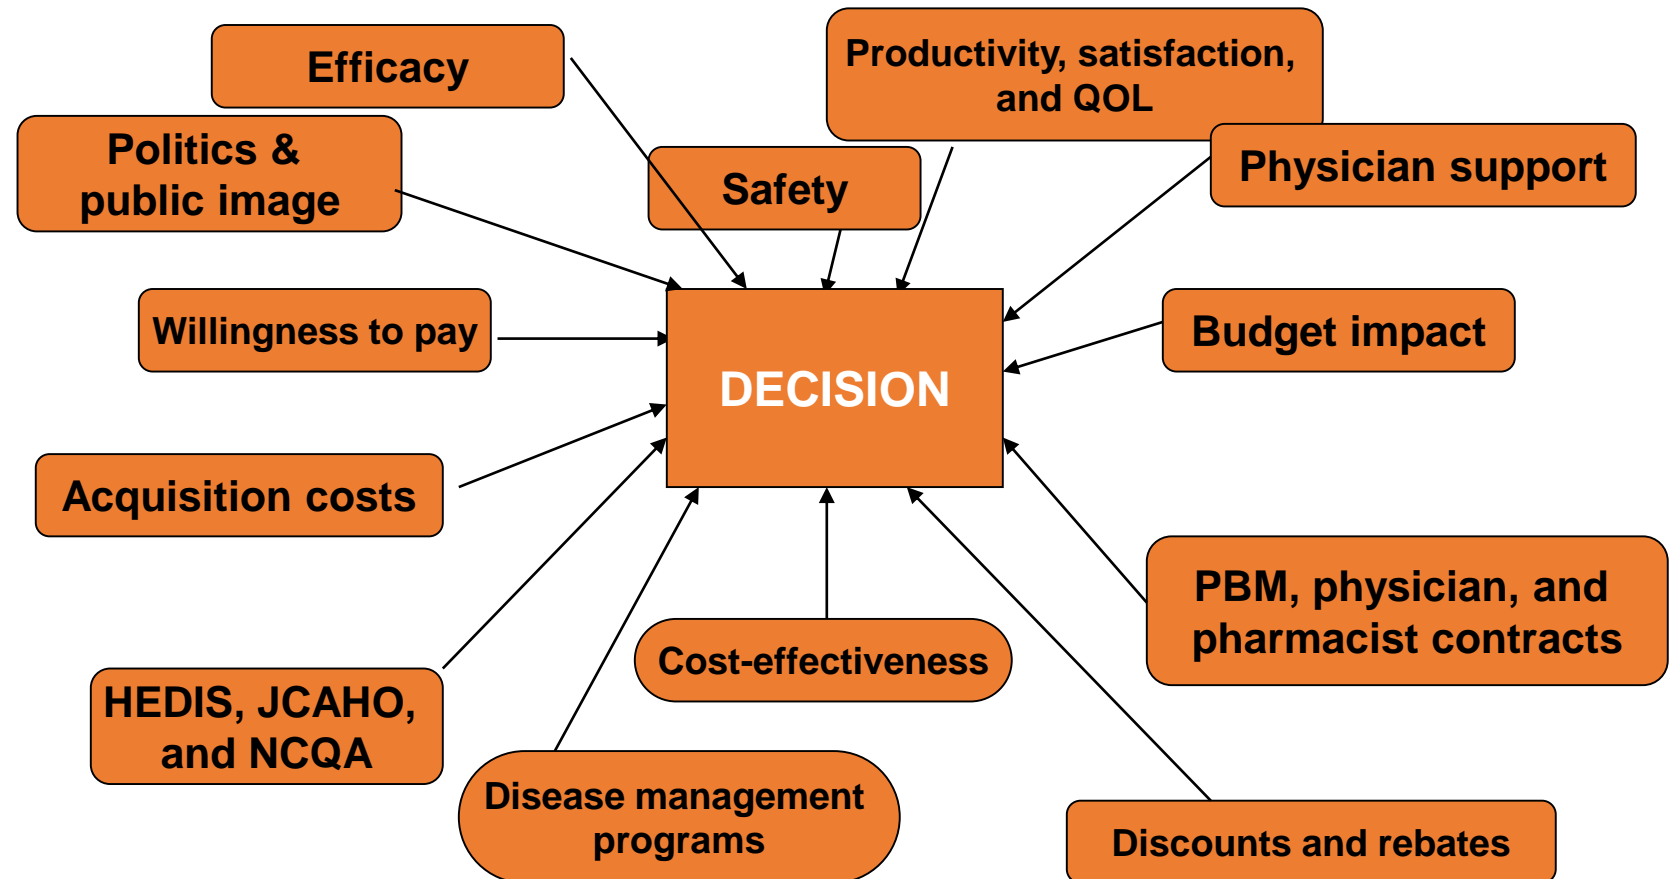 Efficacy
Productivity, satisfaction,
and QOL
Politics &
public image
Safety
Physician support
Willingness to pay
Budget impact
DECISION
Acquisition costs
PBM, physician, and
pharmacist contracts
Cost-effectiveness
HEDIS, JCAHO,
and NCQA
Disease management
programs
Discounts and rebates